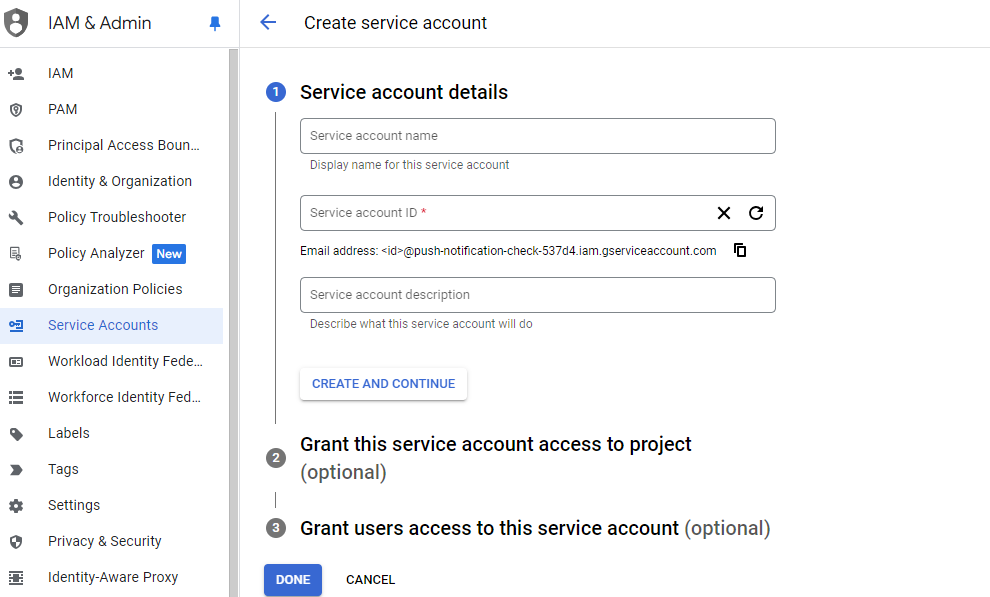 IAM & Admin
Create service account
IAM
PAM
Principal Access Boun...
Identity & Organization
Policy Troubleshooter
Policy Analyzer New
Organization Policies
Service Accounts
Workload Identity Fede...
Workforce Identity Fed...
Labels
Tags
Settings
Privacy & Security
Identity-Aware Proxy
1 Service account details
Service account name
Display name for this service account
Service account ID *
Email address: <id>@push-notification-check-537d4.iam.gserviceaccount.com
Service account description
Describe what this service account will do
CREATE AND CONTINUE
2 Grant this service account access to project
(optional)
3 Grant users access to this service account (optional)
DONE CANCEL